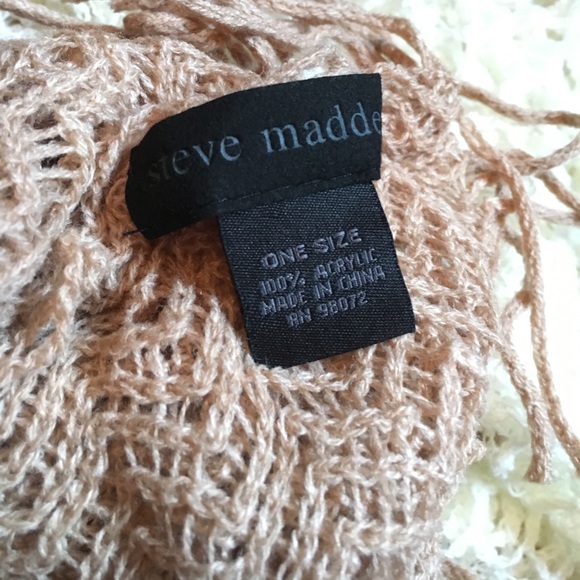 steve madde
ONE SIZE
100% ACRYLIC
MADE IN CHINA
RN 98072